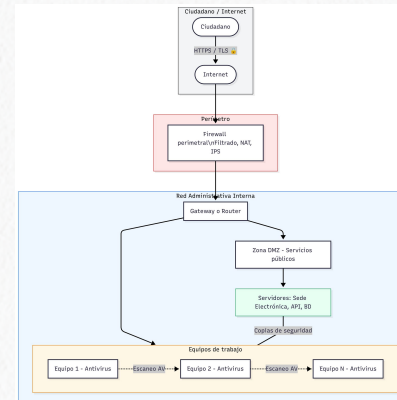 Ciudadano / Internet
Ciudadano
HTTPS / TLS 🔒
Internet
Perímetro
Firewall
perimetral\nFiltrado, NAT,
IPS
Red Administrativa Interna
Gateway o Router
Zona DMZ - Servicios
públicos
Servidores: Sede
Electrónica, API, BD
Copias de seguridad
Equipos de trabajo
Equipo 1 - Antivirus
Escaneo AV
Equipo 2 - Antivirus
Escaneo AV
Equipo N - Antivirus